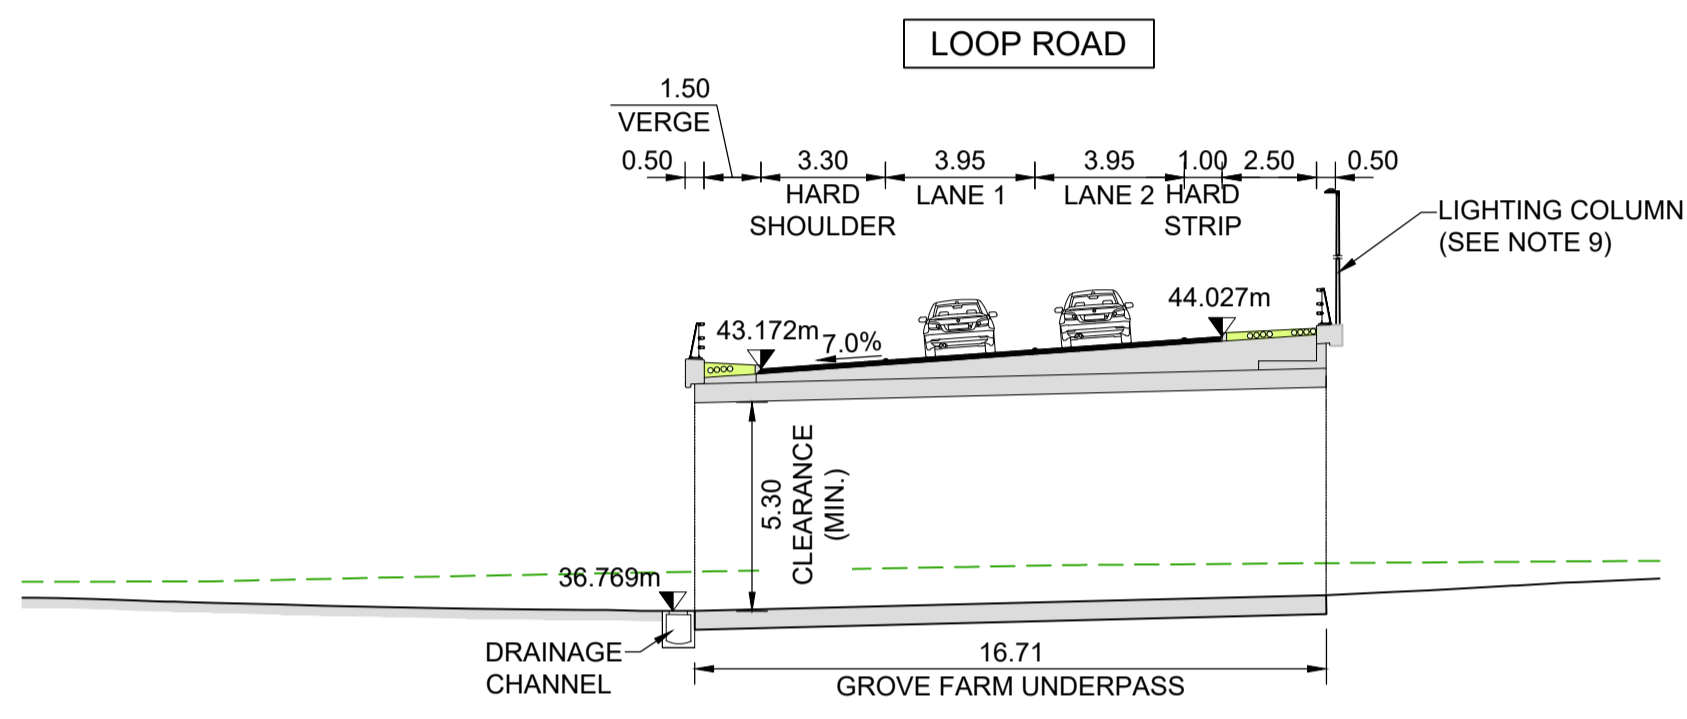 LOOP ROAD
1.50
VERGE
0.50 3.30 3.95 3.95 1.00 2.50 0.50
HARD SHOULDER LANE 1 LANE 2 HARD STRIP
LIGHTING COLUMN
(SEE NOTE 9)
44.027m
43.172m
7.0%
5.30
CLEARANCE
(MIN.)
36.769m
DRAINAGE
CHANNEL
16.71
GROVE FARM UNDERPASS